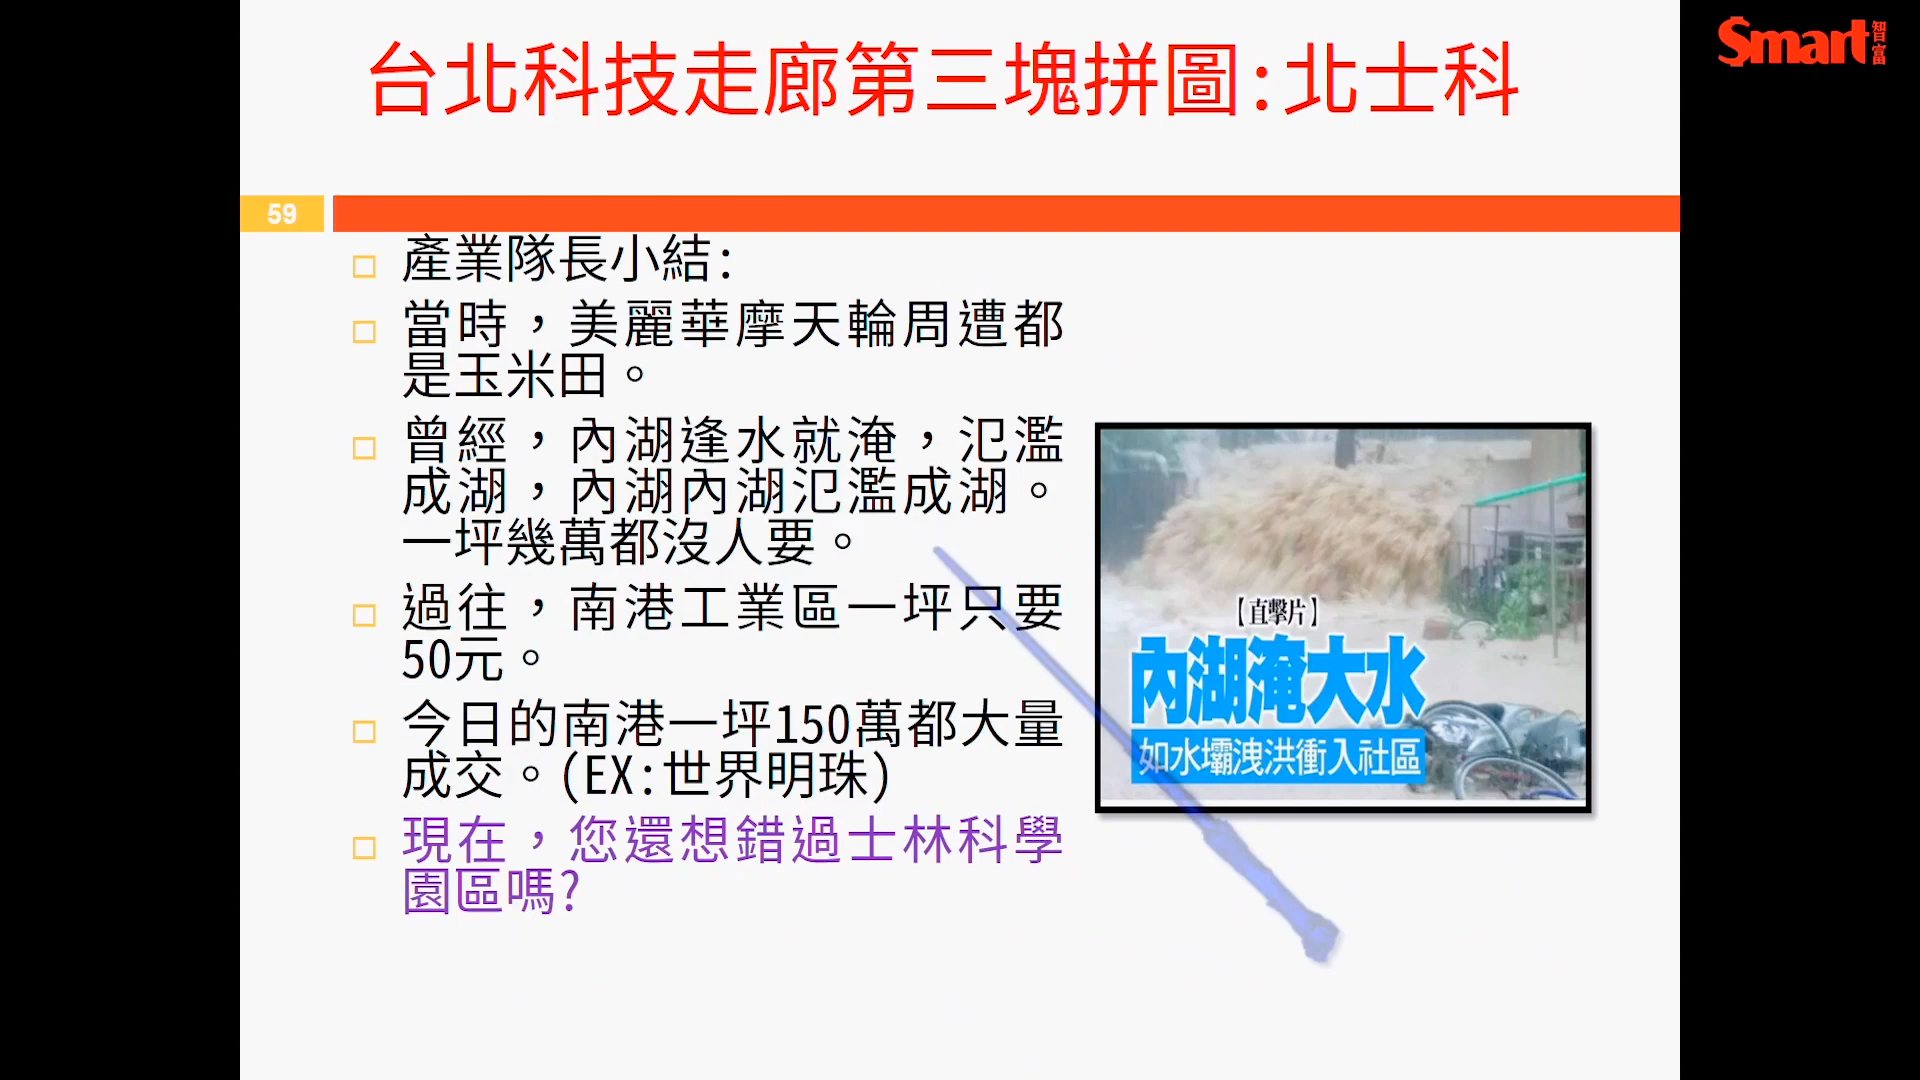 台北科技走廊第三塊拼圖:北士科
Smart智富
59
產業隊長小結:
當時，美麗華摩天輪周遭都
是玉米田。
曾經，內湖逢水就淹，氾濫
成湖，內湖內湖氾濫成湖。
一坪幾萬都沒人要。
過往，南港工業區一坪只要
50元。
今日的南港一坪150萬都大量
成交。(EX:世界明珠)
現在，您還想錯過士林科學
園區嗎?
【直擊片】
內湖淹大水
如水壩洩洪衝入社區